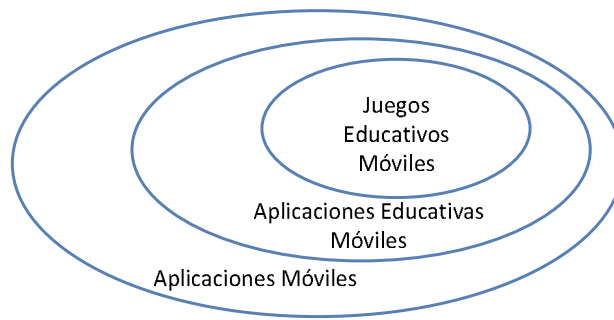 Juegos
Educativos
Móviles
Aplicaciones Educativas
Móviles
Aplicaciones Móviles